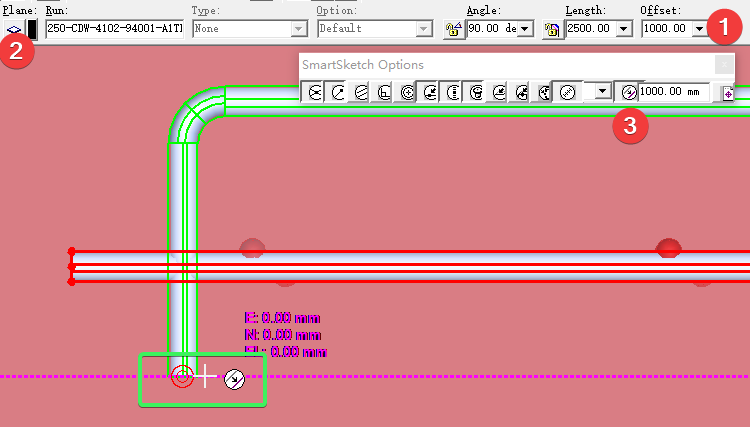 Plane: Run: Type: Option: Angle: Length: Offset:
250-CDW-4102-94001-A1T1 None Default 90.00 de 2500.00 1000.00
1
2
SmartSketch Options
1000.00 mm
3
E: 0.00 mm
N: 0.00 mm
EL: 0.00 mm